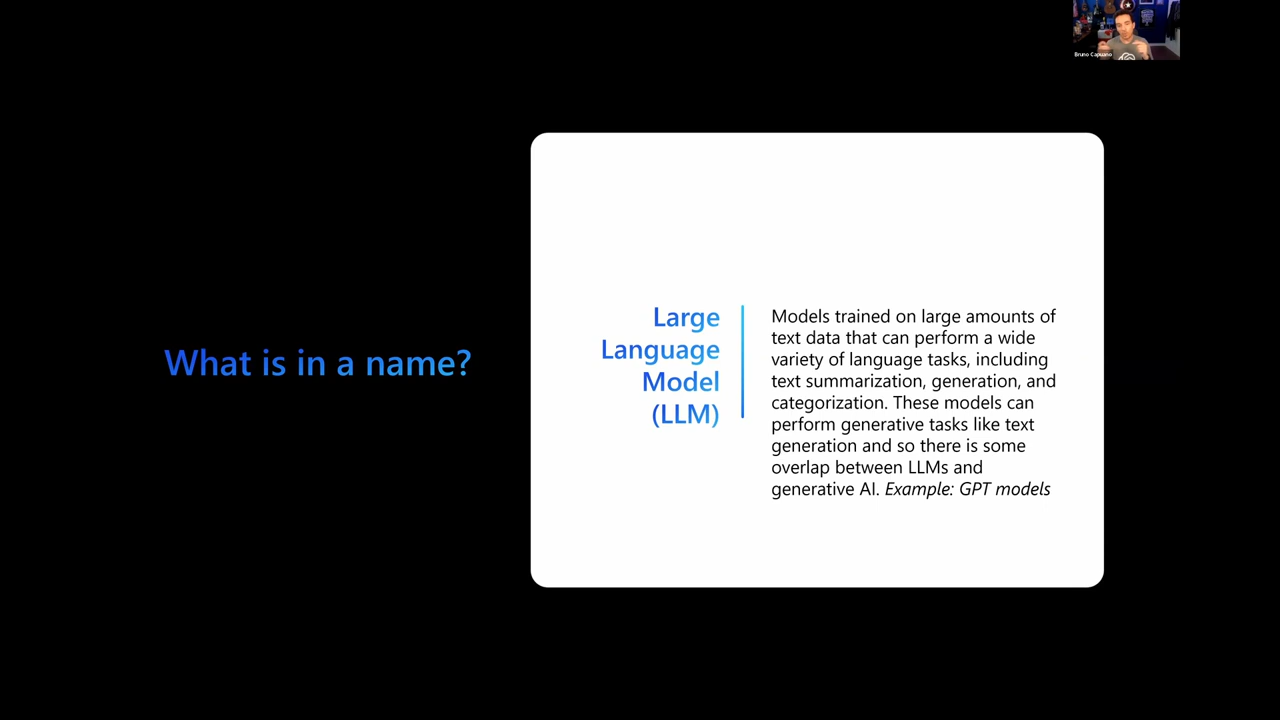 Bruno Capuano
What is in a name?
Large
Language
Model
(LLM)
Models trained on large amounts of
text data that can perform a wide
variety of language tasks, including
text summarization, generation, and
categorization. These models can
perform generative tasks like text
generation and so there is some
overlap between LLMs and
generative AI. Example: GPT models